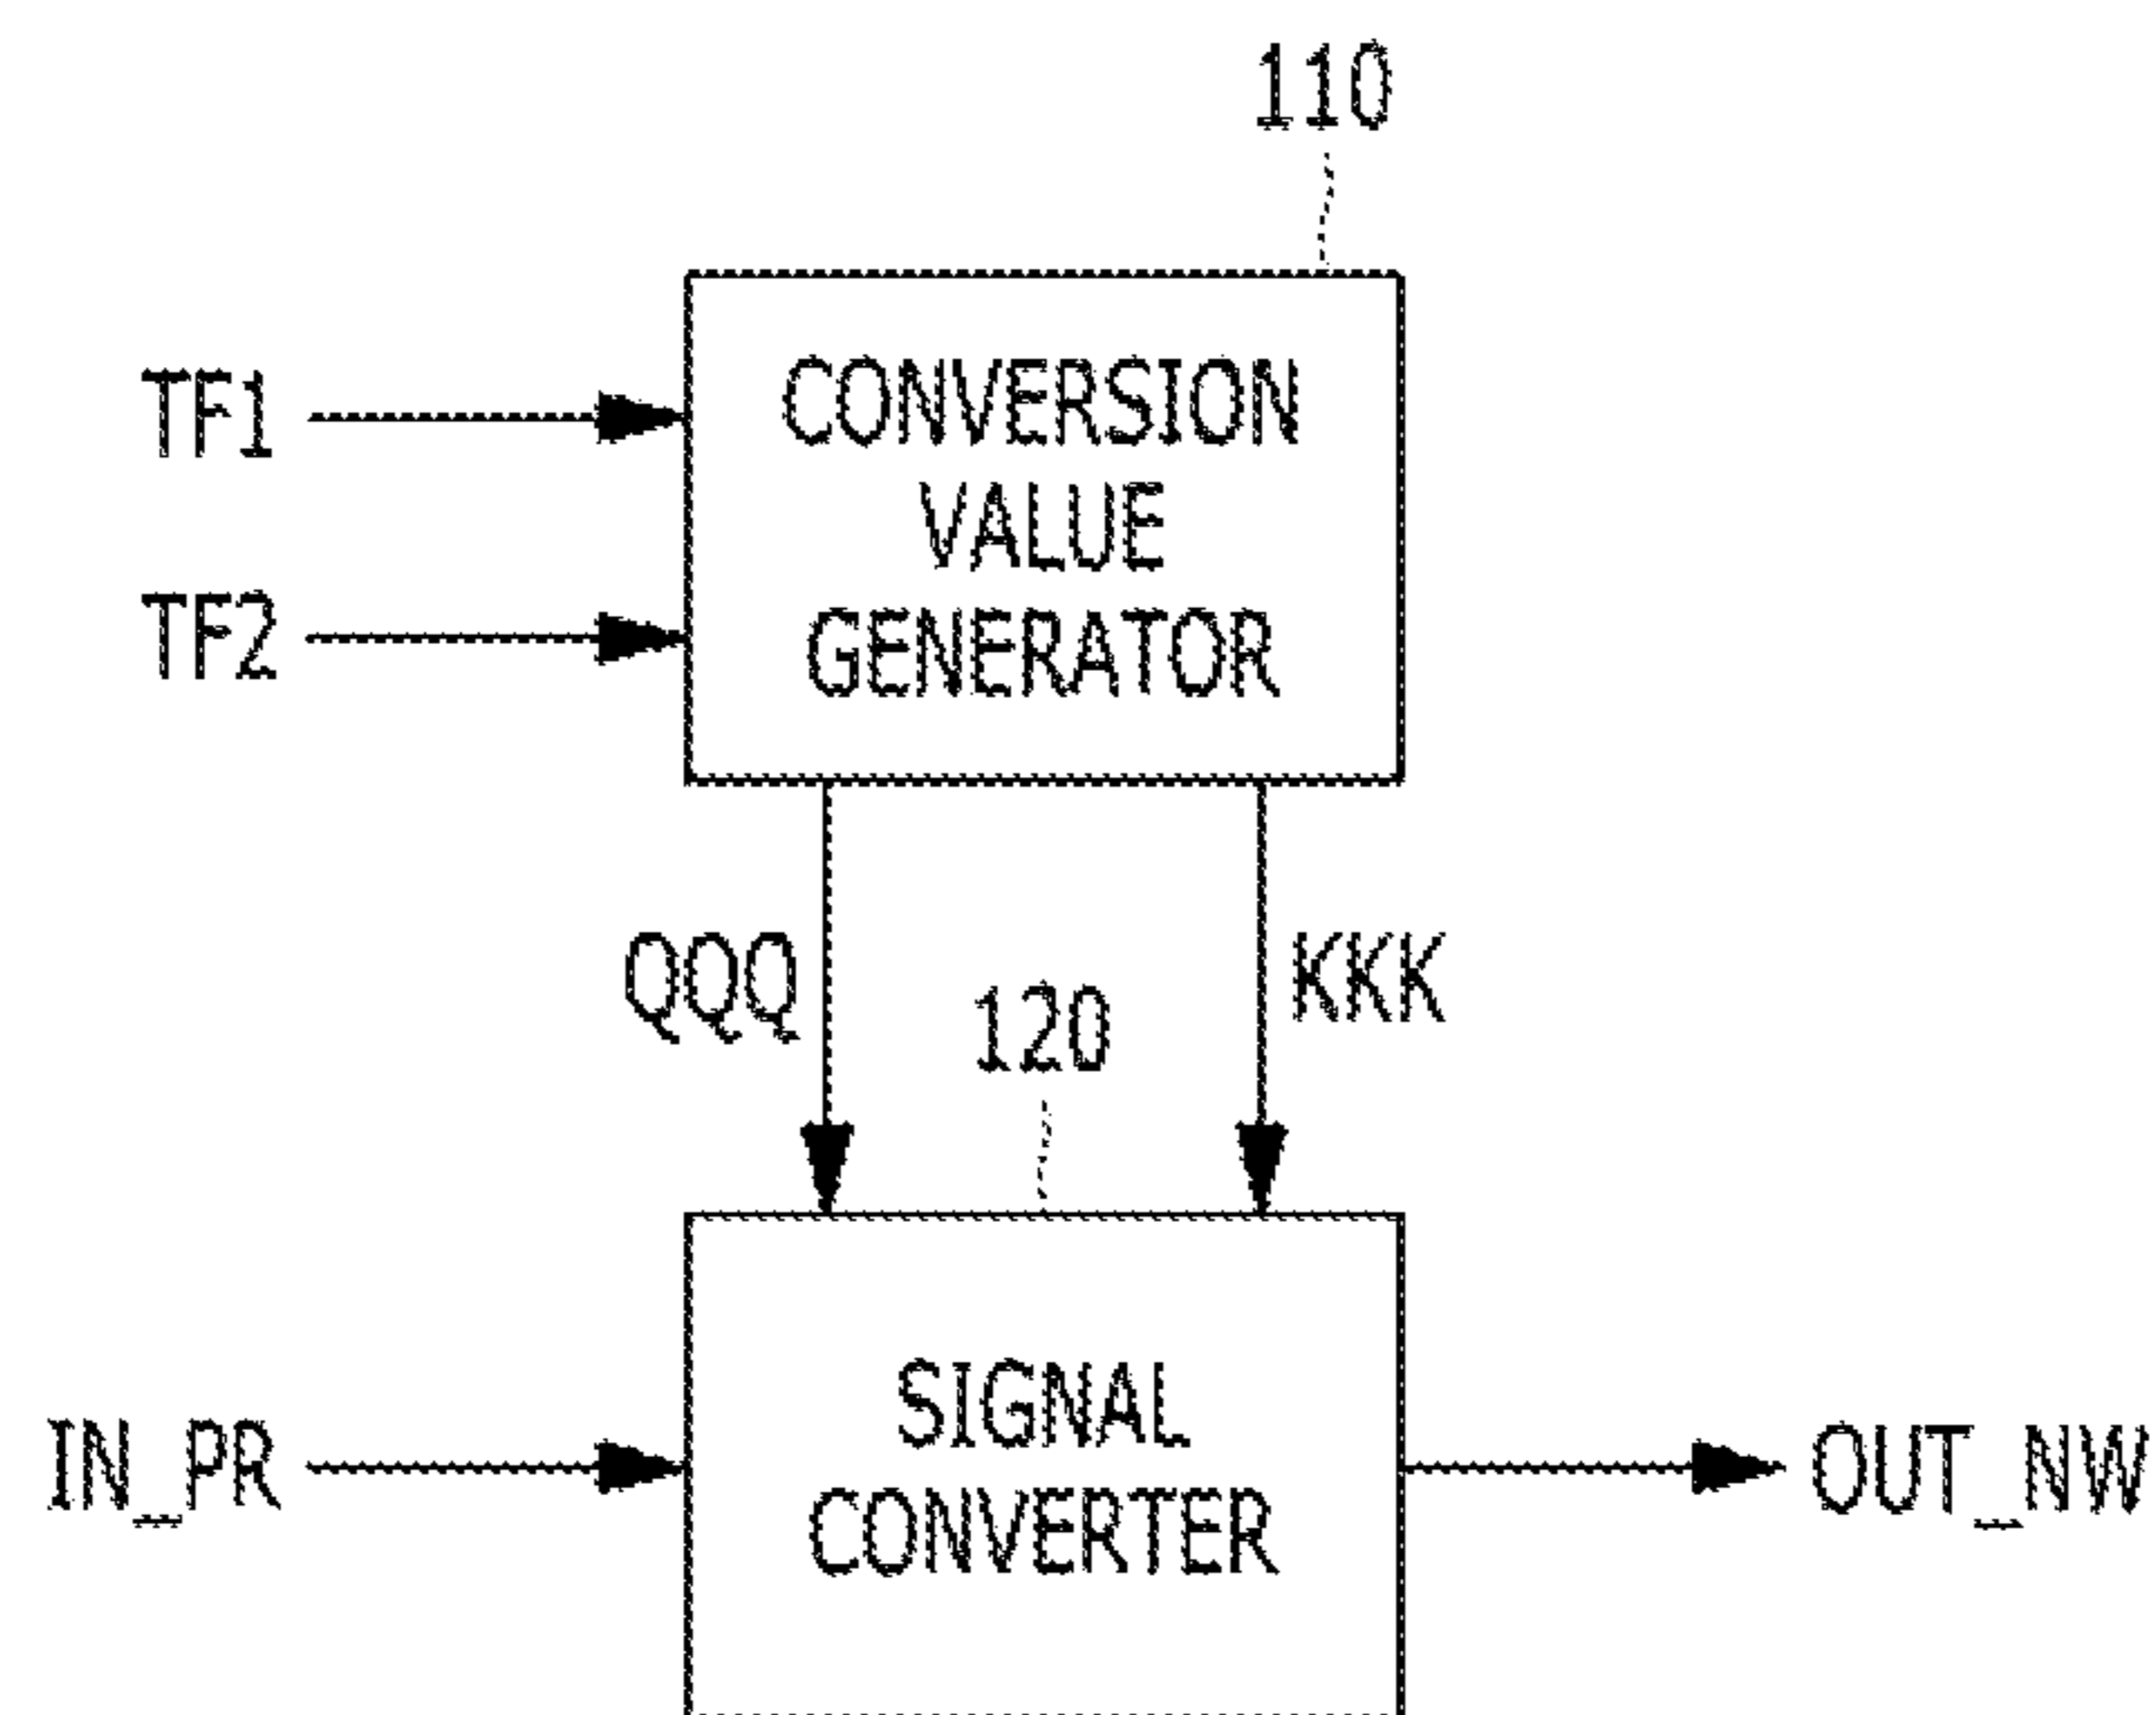 110
TF1
CONVERSION
VALUE
GENERATOR
TF2
QQQ
KKK
120
IN_PR
SIGNAL
CONVERTER
OUT_NW